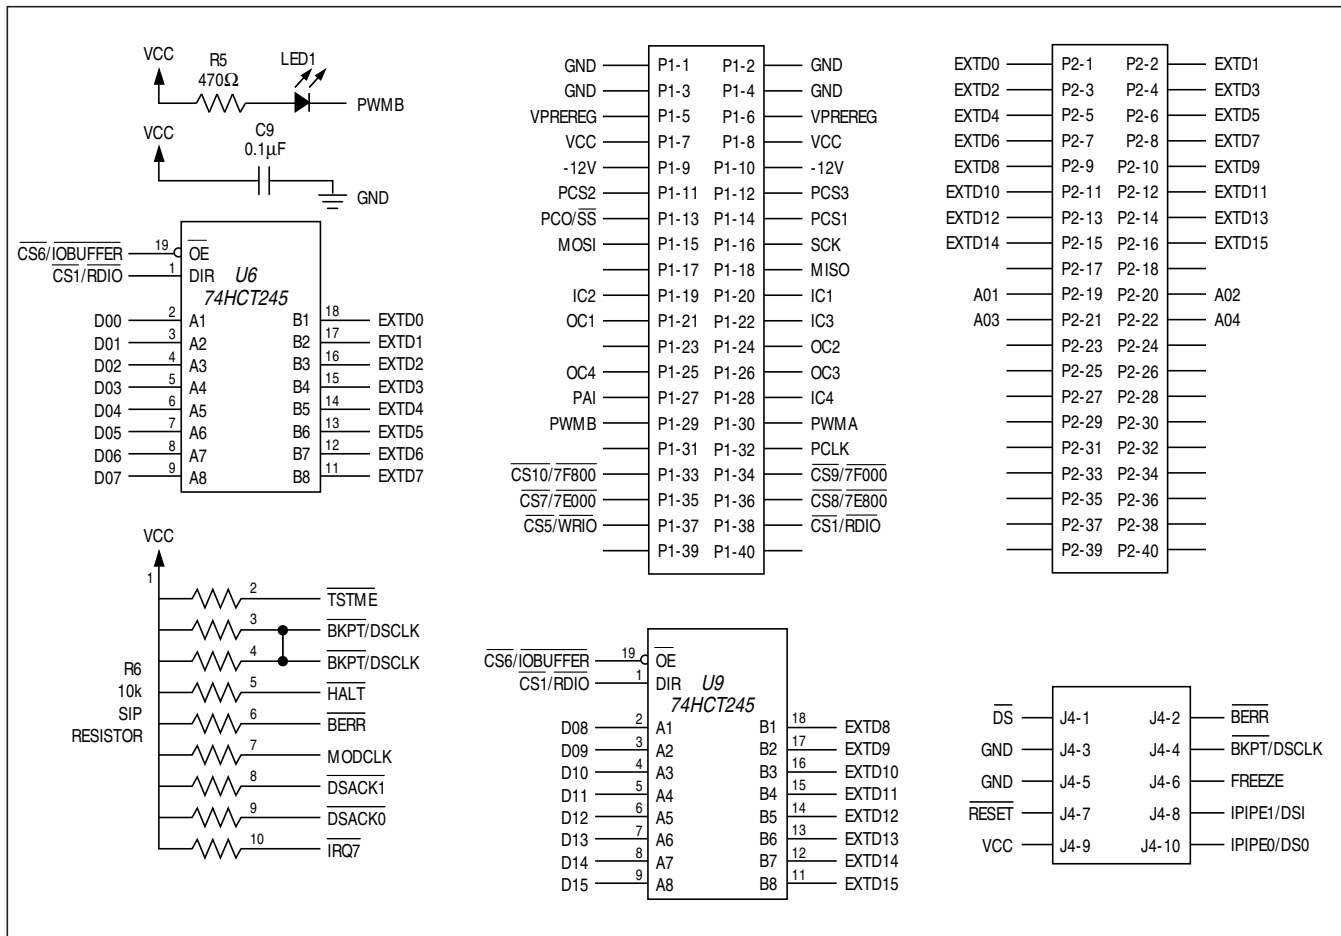 VCC
R5
470Ω
LED1
PWMB
VCC
C9
0.1μF
GND
CS6/IOBUFFER 19 OE
CS1/RDIO 1 DIR
U6
74HCT245
D00 2 A1 B1 18 EXTD0
D01 3 A2 B2 17 EXTD1
D02 4 A3 B3 16 EXTD2
D03 5 A4 B4 15 EXTD3
D04 6 A5 B5 14 EXTD4
D05 7 A6 B6 13 EXTD5
D06 8 A7 B7 12 EXTD6
D07 9 A8 B8 11 EXTD7
VCC
1
2 TSTME
3 BKPT/DSCLK
4 BKPT/DSCLK
5 HALT
6 BERR
7 MODCLK
8 DSACK1
9 DSACK0
10 IRQ7
R6
10k
SIP
RESISTOR
GND P1-1 P1-2 GND
GND P1-3 P1-4 GND
VPREREG P1-5 P1-6 VPREREG
VCC P1-7 P1-8 VCC
-12V P1-9 P1-10 -12V
PCS2 P1-11 P1-12 PCS3
PCO/SS P1-13 P1-14 PCS1
MOSI P1-15 P1-16 SCK
P1-17 P1-18 MISO
IC2 P1-19 P1-20 IC1
OC1 P1-21 P1-22 IC3
P1-23 P1-24 OC2
OC4 P1-25 P1-26 OC3
PAI P1-27 P1-28 IC4
PWMB P1-29 P1-30 PWMA
P1-31 P1-32 PCLK
CS10/7F800 P1-33 P1-34 CS9/7F000
CS7/7E000 P1-35 P1-36 CS8/7E800
CS5/WRIO P1-37 P1-38 CS1/RDIO
P1-39 P1-40
CS6/IOBUFFER 19 OE
CS1/RDIO 1 DIR
U9
74HCT245
D08 2 A1 B1 18 EXTD8
D09 3 A2 B2 17 EXTD9
D10 4 A3 B3 16 EXTD10
D11 5 A4 B4 15 EXTD11
D12 6 A5 B5 14 EXTD12
D13 7 A6 B6 13 EXTD13
D14 8 A7 B7 12 EXTD14
D15 9 A8 B8 11 EXTD15
EXTD0 P2-1 P2-2 EXTD1
EXTD2 P2-3 P2-4 EXTD3
EXTD4 P2-5 P2-6 EXTD5
EXTD6 P2-7 P2-8 EXTD7
EXTD8 P2-9 P2-10 EXTD9
EXTD10 P2-11 P2-12 EXTD11
EXTD12 P2-13 P2-14 EXTD13
EXTD14 P2-15 P2-16 EXTD15
P2-17 P2-18
A01 P2-19 P2-20 A02
A03 P2-21 P2-22 A04
P2-23 P2-24
P2-25 P2-26
P2-27 P2-28
P2-29 P2-30
P2-31 P2-32
P2-33 P2-34
P2-35 P2-36
P2-37 P2-38
P2-39 P2-40
DS J4-1 J4-2 BERR
GND J4-3 J4-4 BKPT/DSCLK
GND J4-5 J4-6 FREEZE
RESET J4-7 J4-8 IPIPE1/DSI
VCC J4-9 J4-10 IPIPE0/DS0